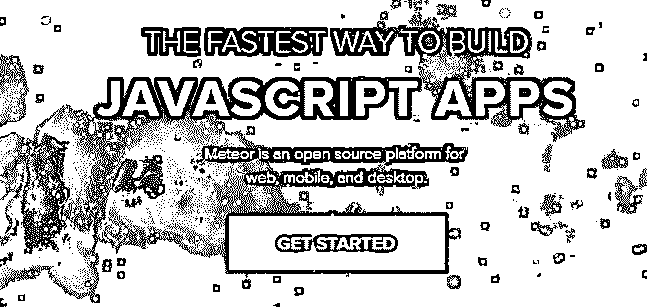 THE FASTEST WAY TO BUILD
JAVASCRIPT APPS
Meteor is an open source platform for
web, mobile, and desktop.
GET STARTED